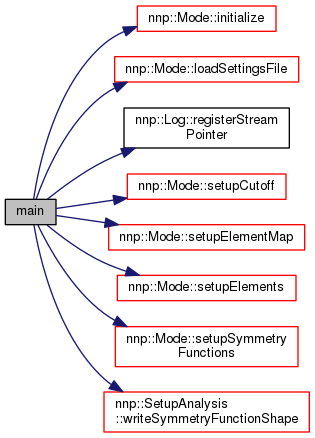 nnp::Mode::initialize
nnp::Mode::loadSettingsFile
nnp::Log::registerStream
Pointer
main
nnp::Mode::setupCutoff
nnp::Mode::setupElementMap
nnp::Mode::setupElements
nnp::Mode::setupSymmetry
Functions
nnp::SetupAnalysis
::writeSymmetryFunctionShape